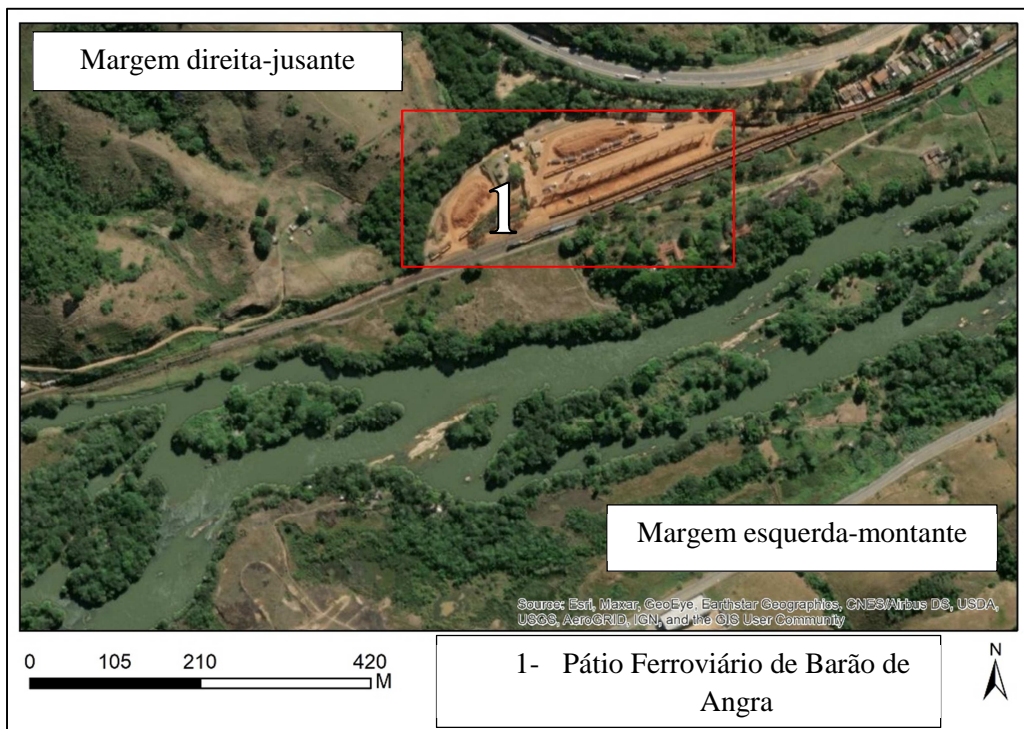 Margem direita-jusante
1
Margem esquerda-montante
Source: Esri, Maxar, GeoEye, Earthstar Geographics, CNES/Airbus DS, USDA,
USGS, AeroGRID, IGN, and the GIS User Community
0 105 210 420
M
1- Pátio Ferroviário de Barão de
Angra
N